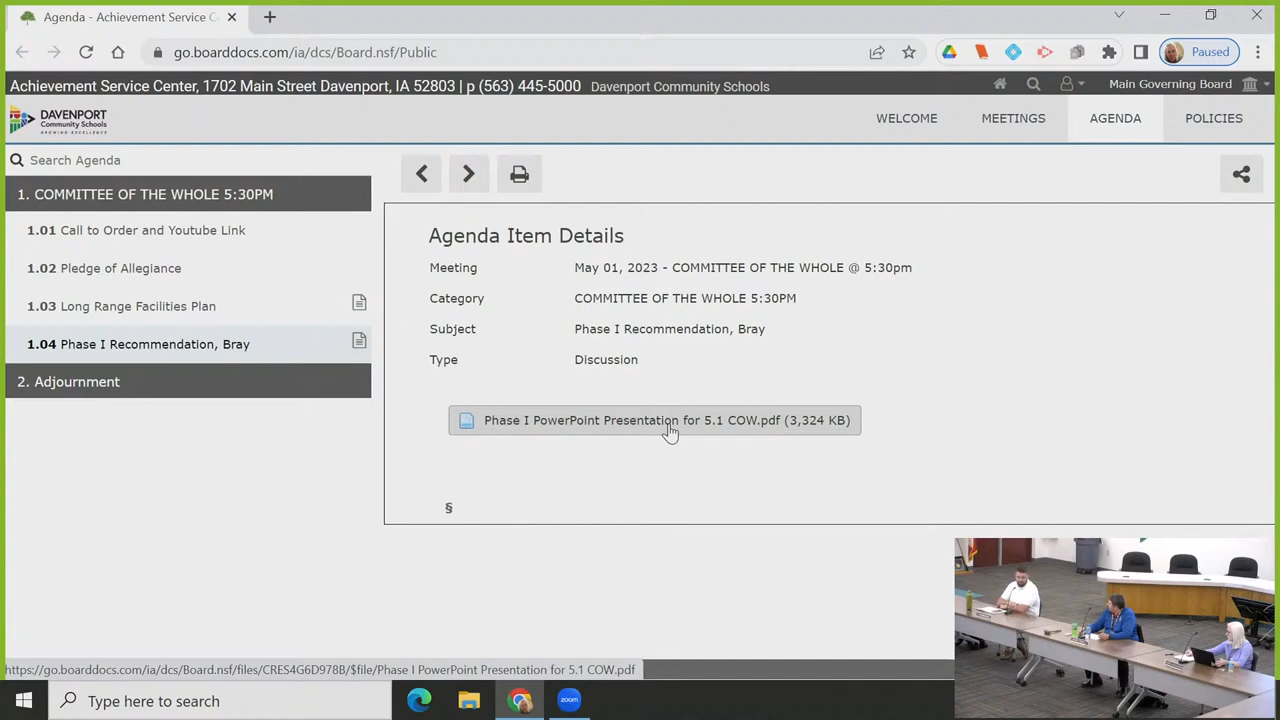 Agenda - Achievement Service C
go.boarddocs.com/ia/dcs/Board.nsf/Public
Paused
Achievement Service Center, 1702 Main Street Davenport, IA 52803 | p (563) 445-5000 Davenport Community Schools
Main Governing Board
DAVENPORT
Community Schools
GROWING EXCELLENCE
WELCOME MEETINGS AGENDA POLICIES
Search Agenda
1. COMMITTEE OF THE WHOLE 5:30PM
1.01 Call to Order and Youtube Link
1.02 Pledge of Allegiance
1.03 Long Range Facilities Plan
1.04 Phase I Recommendation, Bray
2. Adjournment
Agenda Item Details
Meeting May 01, 2023 - COMMITTEE OF THE WHOLE @ 5:30pm
Category COMMITTEE OF THE WHOLE 5:30PM
Subject Phase I Recommendation, Bray
Type Discussion
Phase I PowerPoint Presentation for 5.1 COW.pdf (3,324 KB)
§
https://go.boarddocs.com/ia/dcs/Board.nsf/files/CRES4G6D978B/$file/Phase I PowerPoint Presentation for 5.1 COW.pdf
Type here to search
zoom